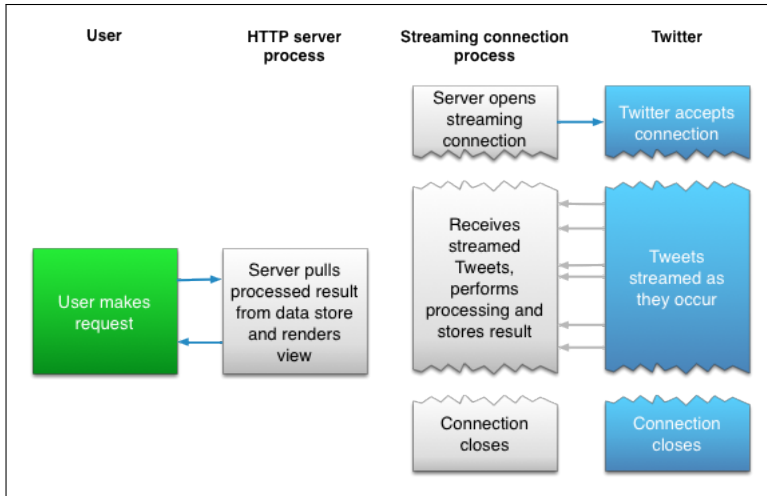 User
HTTP server
process
Streaming connection
process
Twitter
Server opens
streaming
connection
Twitter accepts
connection
User makes
request
Server pulls
processed result
from data store
and renders
view
Receives
streamed
Tweets,
performs
processing and
stores result
Tweets
streamed as
they occur
Connection
closes
Connection
closes